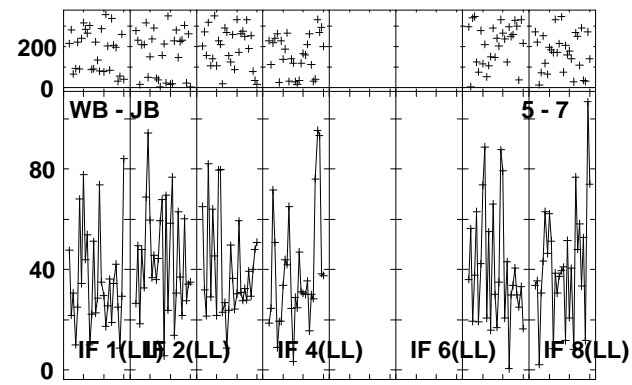 200
0
WB - JB 5 - 7
80
40
0
IF 1(LL) IF 2(LL) IF 4(LL) IF 6(LL) IF 8(LL)